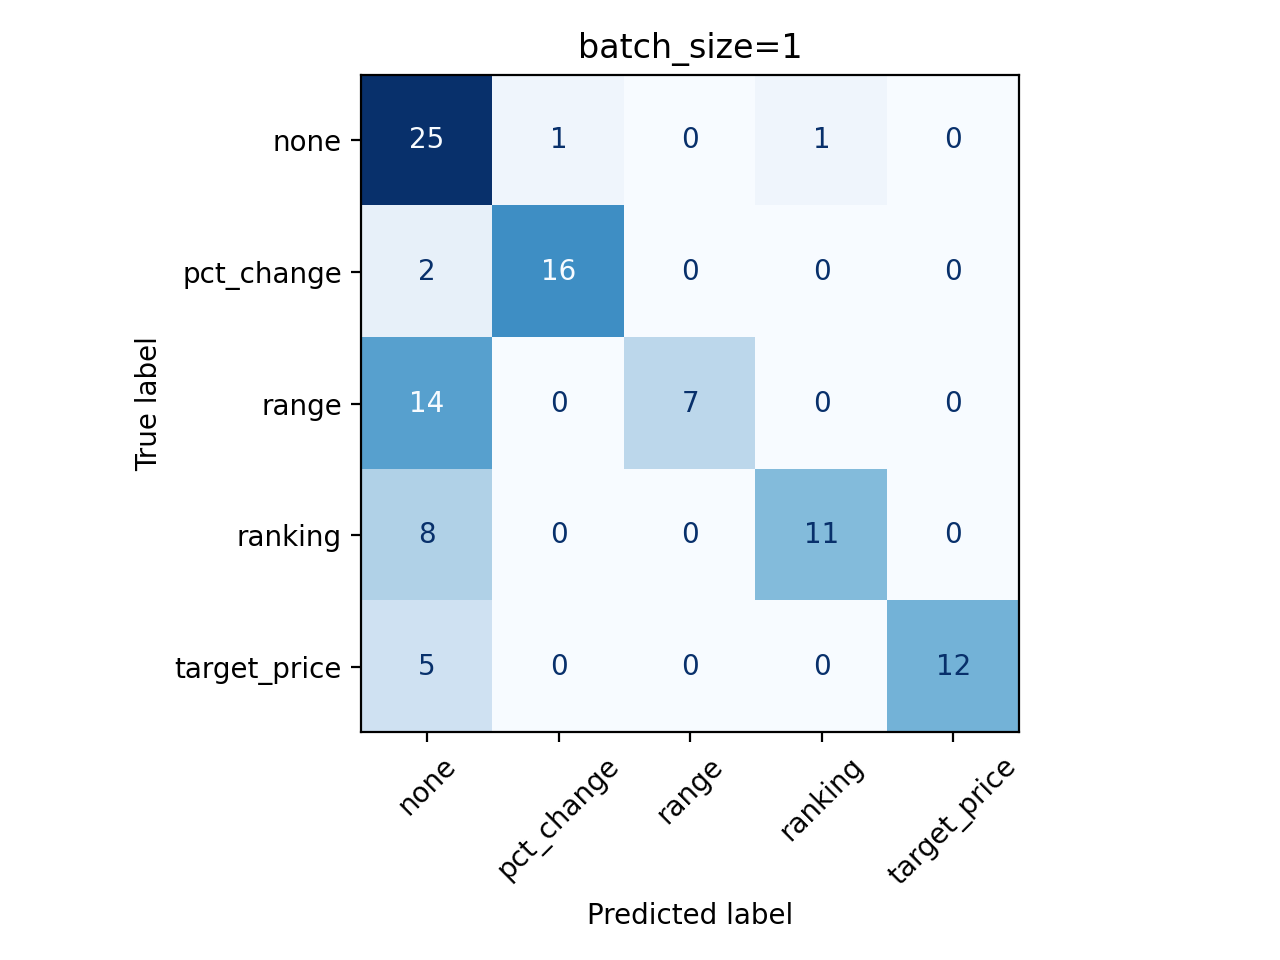 batch_size=1
none 25 1 0 1 0
pct_change 2 16 0 0 0
range 14 0 7 0 0
ranking 8 0 0 11 0
target_price 5 0 0 0 12
True label
none pct_change range ranking target_price
Predicted label